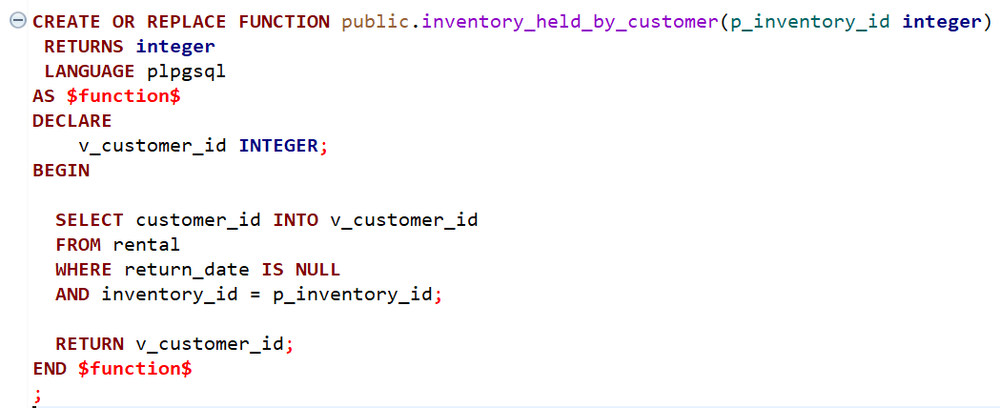 CREATE OR REPLACE FUNCTION public.inventory_held_by_customer(p_inventory_id integer)
 RETURNS integer
 LANGUAGE plpgsql
AS $function$
DECLARE
    v_customer_id INTEGER;
BEGIN

  SELECT customer_id INTO v_customer_id
  FROM rental
  WHERE return_date IS NULL
  AND inventory_id = p_inventory_id;

  RETURN v_customer_id;
END $function$
;